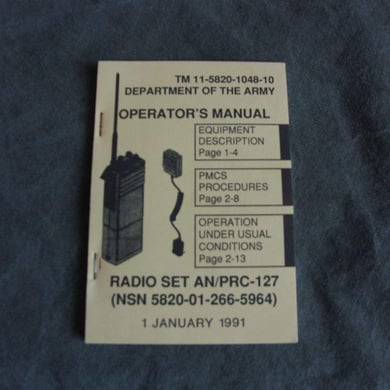 TM 11-5820-1048-10
DEPARTMENT OF THE ARMY
OPERATOR'S MANUAL
EQUIPMENT
DESCRIPTION
Page 1-4
PMCS
PROCEDURES
Page 2-8
OPERATION
UNDER USUAL
CONDITIONS
Page 2-13
RADIO SET AN/PRC-127
(NSN 5820-01-266-5964)
1 JANUARY 1991